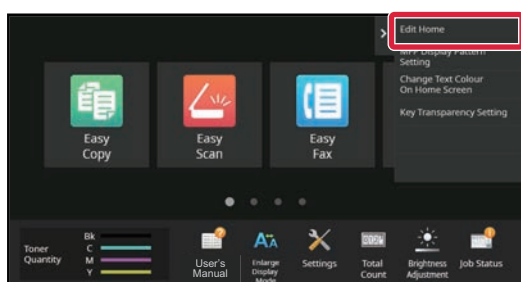 Edit Home
MFP Display Pattern
Setting
Change Text Colour
On Home Screen
Key Transparency Setting
Easy
Copy
Easy
Scan
Easy
Fax
Toner
Quantity
Bk
C
M
Y
User's
Manual
Enlarge
Display
Mode
Settings
Total
Count
Brightness
Adjustment
Job Status